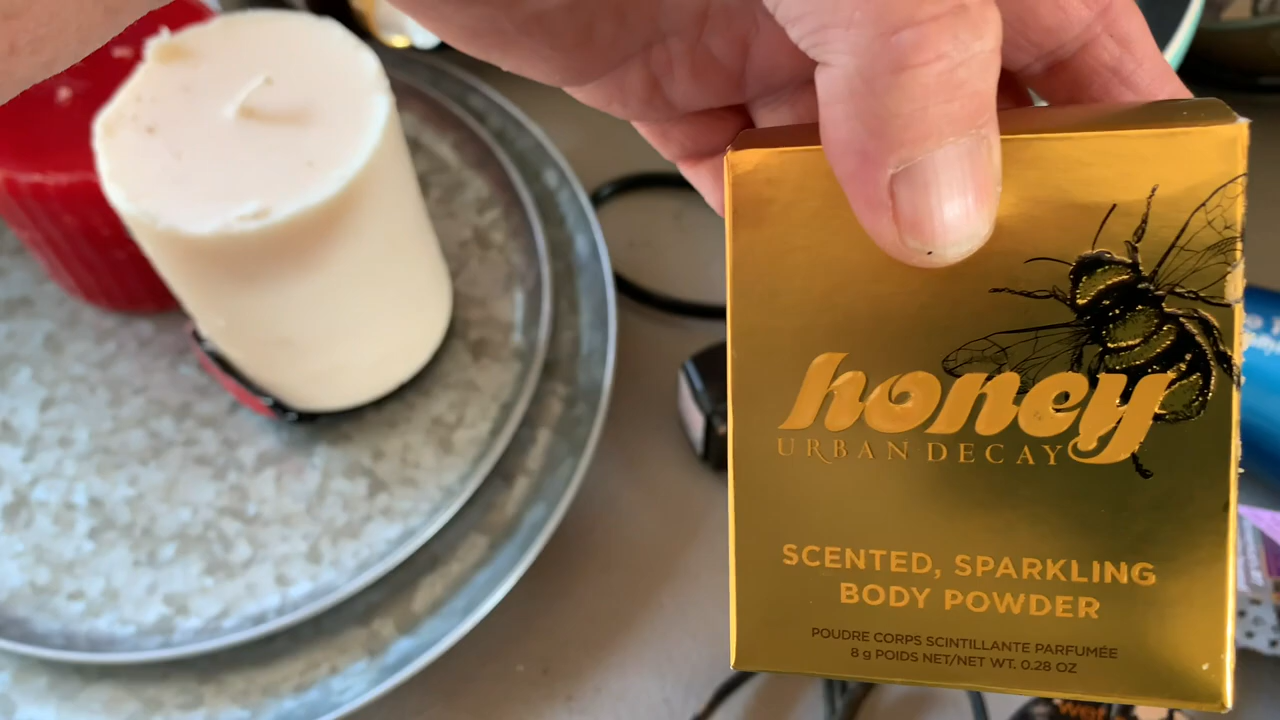 honey
URBAN DECAY
SCENTED, SPARKLING
BODY POWDER
POUDRE CORPS SCINTILLANTE PARFUMÉE
8 g POIDS NET/NET WT. 0.28 OZ
wet